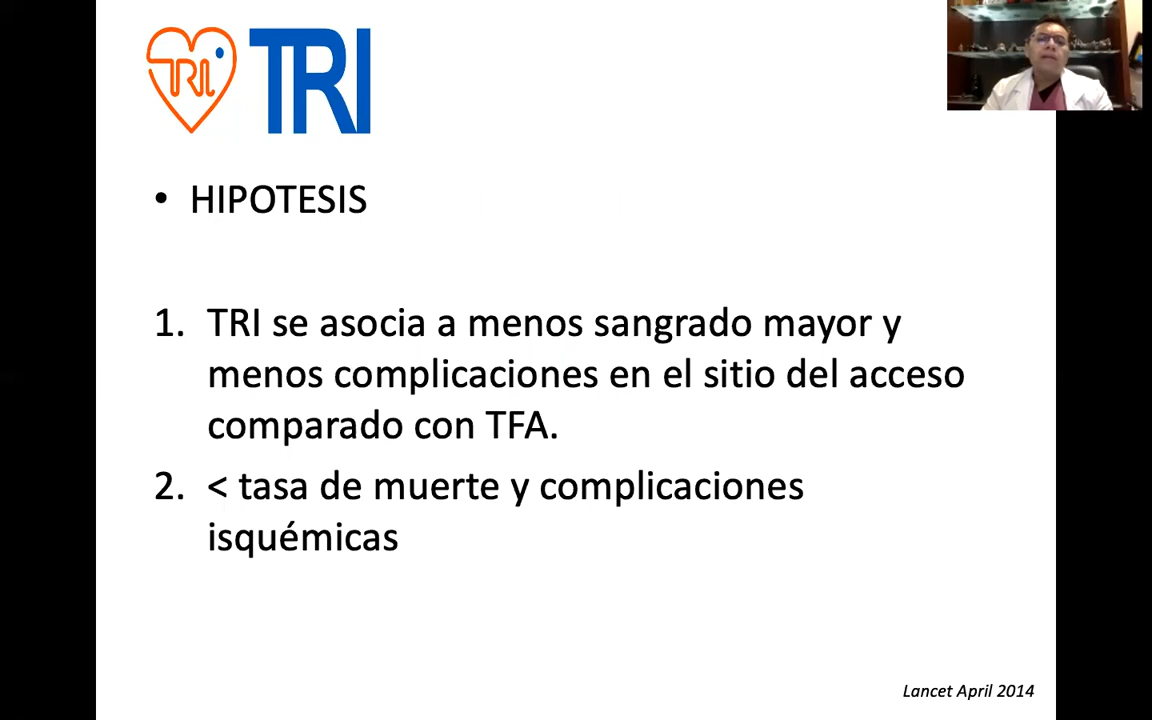 TRI TRI
• HIPOTESIS
1. TRI se asocia a menos sangrado mayor y
menos complicaciones en el sitio del acceso
comparado con TFA.
2. < tasa de muerte y complicaciones
isquémicas
Lancet April 2014